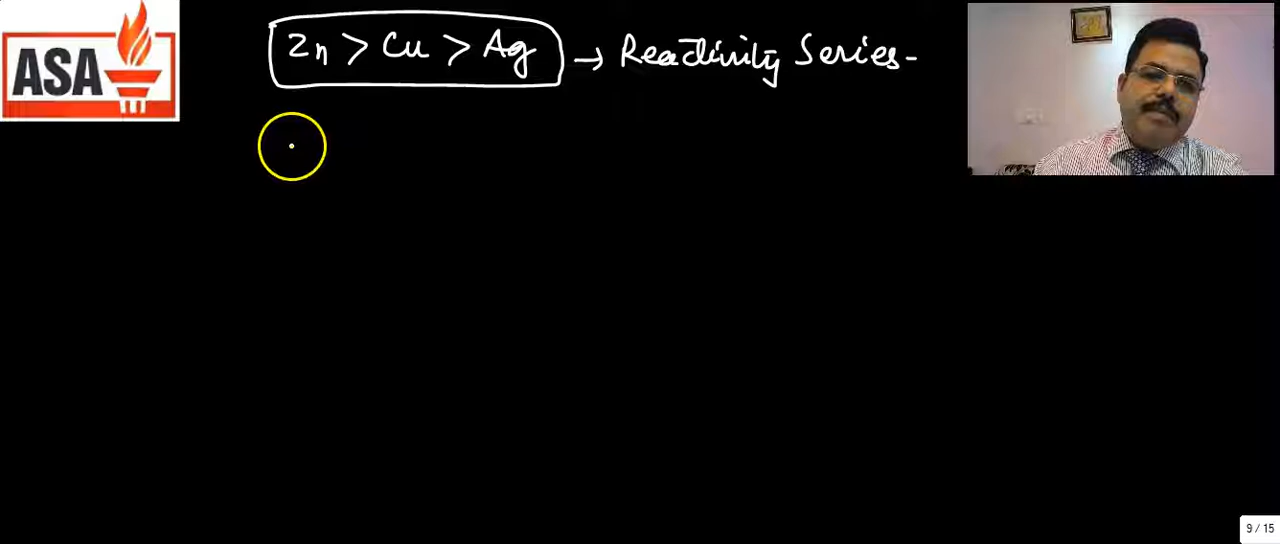 ASA
Zn > Cu > Ag → Reactivity Series-
9 / 15